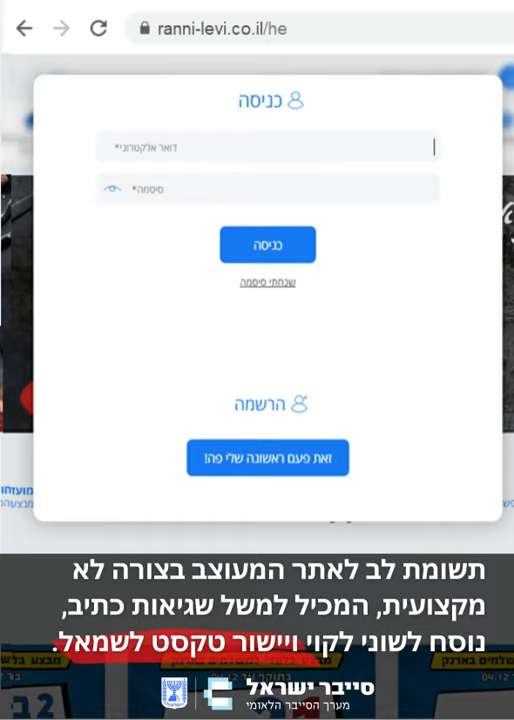 ranni-levi.co.il/he
כניסה
דואר אלקטרוני*
סיסמה*
כניסה
שכחתי סיסמה
הרשמה
זאת פעם ראשונה שלי פה!
תשומת לב לאתר המעוצב בצורה לא
מקצועית, המכיל למשל שגיאות כתיב,
נוסח לשוני לקוי ויישור טקסט לשמאל.
סייבר ישראל
מערך הסייבר הלאומי